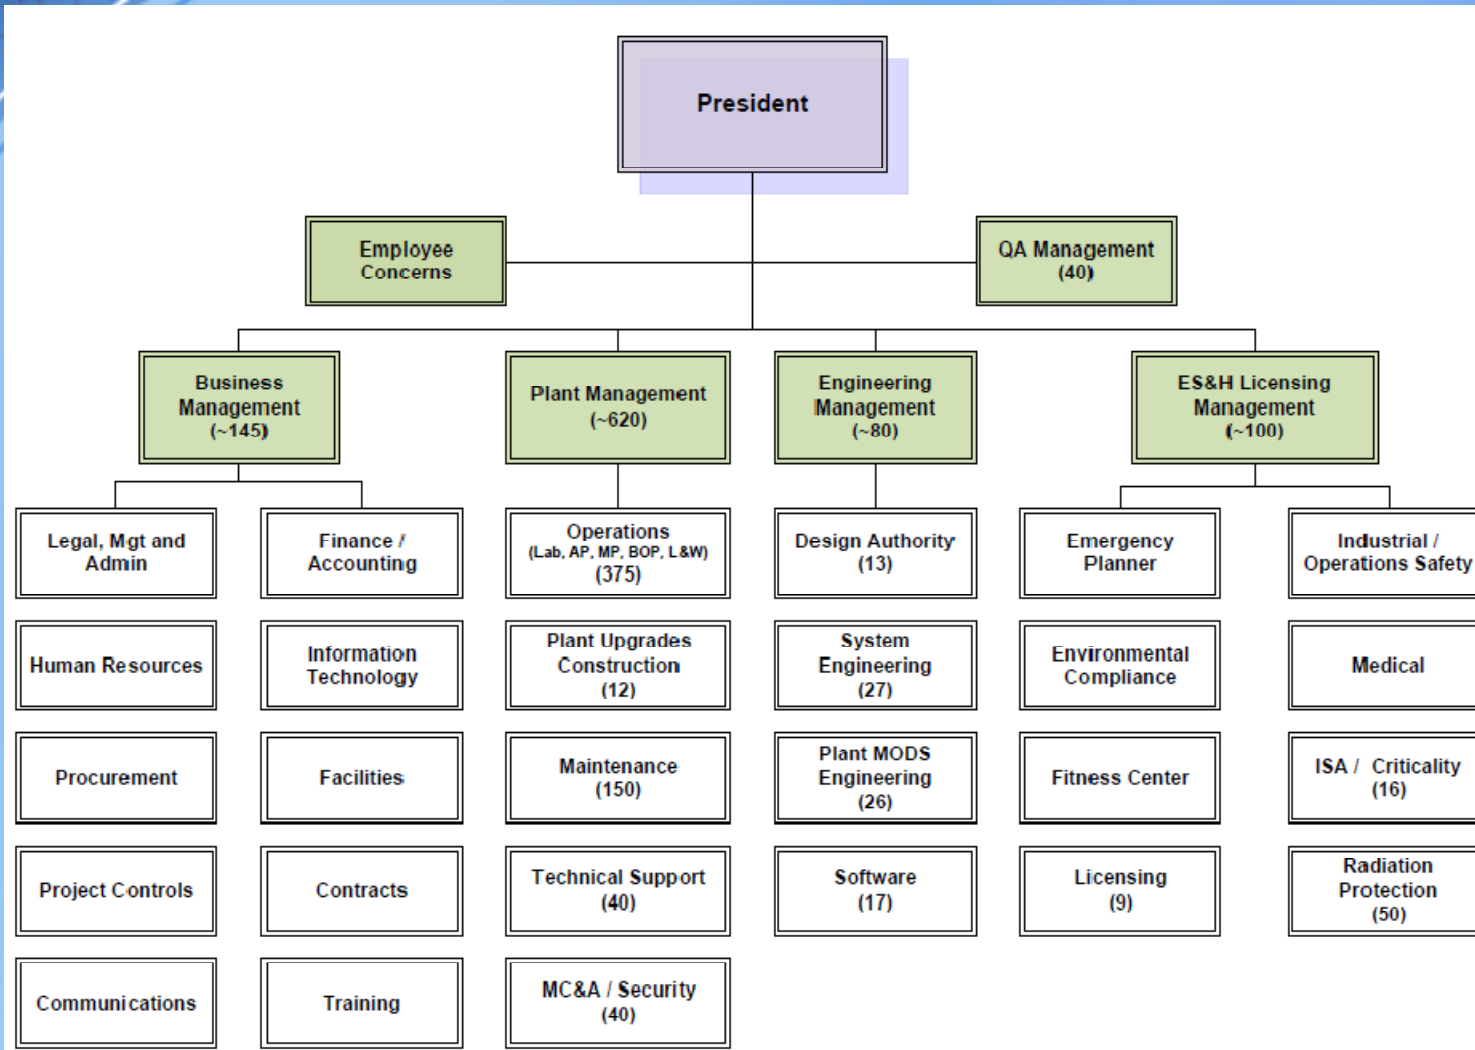 President
Employee
Concerns
QA Management
(40)
Business
Management
(~145)
Plant Management
(~620)
Engineering
Management
(~80)
ES&H Licensing
Management
(~100)
Legal, Mgt and
Admin
Finance /
Accounting
Operations
(Lab, AP, MP, BOP, L&W)
(375)
Design Authority
(13)
Emergency
Planner
Industrial /
Operations Safety
Human Resources
Information
Technology
Plant Upgrades
Construction
(12)
System
Engineering
(27)
Environmental
Compliance
Medical
Procurement
Facilities
Maintenance
(150)
Plant MODS
Engineering
(26)
Fitness Center
ISA / Criticality
(16)
Project Controls
Contracts
Technical Support
(40)
Software
(17)
Licensing
(9)
Radiation
Protection
(50)
Communications
Training
MC&A / Security
(40)